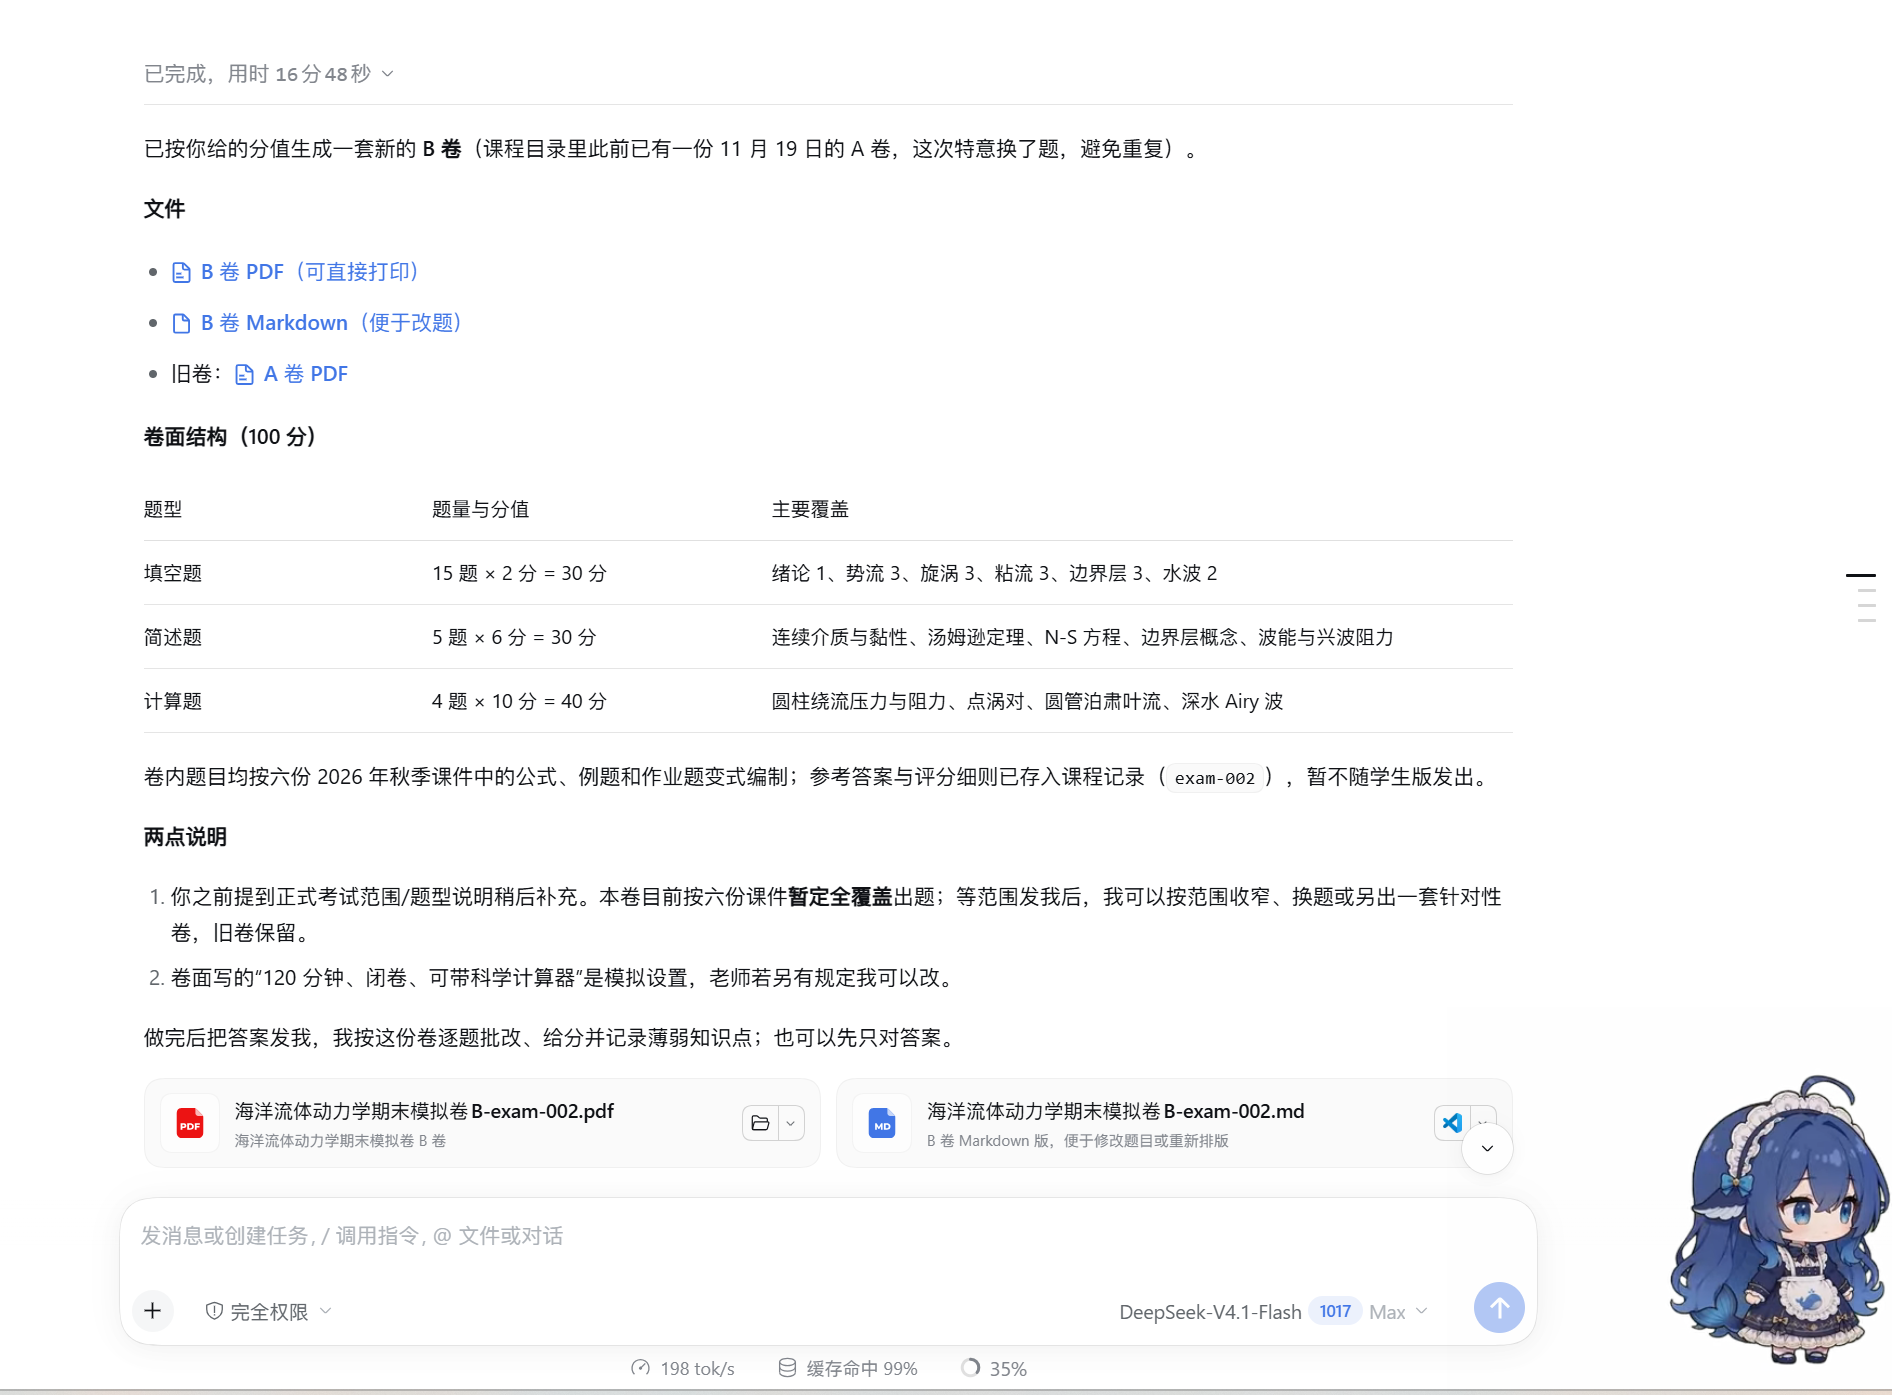 已完成，用时 16分48秒
已按你给的分值生成一套新的 B 卷（课程目录里此前已有一份 11 月 19 日的 A 卷，这次特意换了题，避免重复）。
文件
B 卷 PDF（可直接打印）
B 卷 Markdown（便于改题）
旧卷： A 卷 PDF
卷面结构（100 分）
题型 题量与分值 主要覆盖
填空题 15 题 × 2 分 = 30 分 绪论 1、势流 3、旋涡 3、粘流 3、边界层 3、水波 2
简述题 5 题 × 6 分 = 30 分 连续介质与黏性、汤姆逊定理、N-S 方程、边界层概念、波能与兴波阻力
计算题 4 题 × 10 分 = 40 分 圆柱绕流压力与阻力、点涡对、圆管泊肃叶流、深水 Airy 波
卷内题目均按六份 2026 年秋季课件中的公式、例题和作业题变式编制；参考答案与评分细则已存入课程记录（exam-002），暂不随学生版发出。
两点说明
1. 你之前提到正式考试范围/题型说明稍后补充。本卷目前按六份课件暂定全覆盖出题；等范围发我后，我可以按范围收窄、换题或另出一套针对性
卷，旧卷保留。
2. 卷面写的“120 分钟、闭卷、可带科学计算器”是模拟设置，老师若另有规定我可以改。
做完后把答案发我，我按这份卷逐题批改、给分并记录薄弱知识点；也可以先只对答案。
PDF 海洋流体动力学期末模拟卷B-exam-002.pdf
海洋流体动力学期末模拟卷 B 卷
MD 海洋流体动力学期末模拟卷B-exam-002.md
B 卷 Markdown 版，便于修改题目或重新排版
发消息或创建任务, / 调用指令, @ 文件或对话
完全权限 DeepSeek-V4.1-Flash 1017 Max
198 tok/s 缓存命中 99% 35%